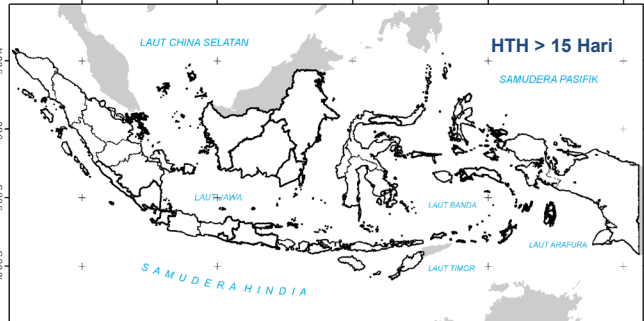 HTH > 15 Hari
LAUT CHINA SELATAN
SAMUDERA PASIFIK
LAUT JAWA
LAUT BANDA
LAUT ARAFURA
LAUT TIMOR
SAMUDERA HINDIA